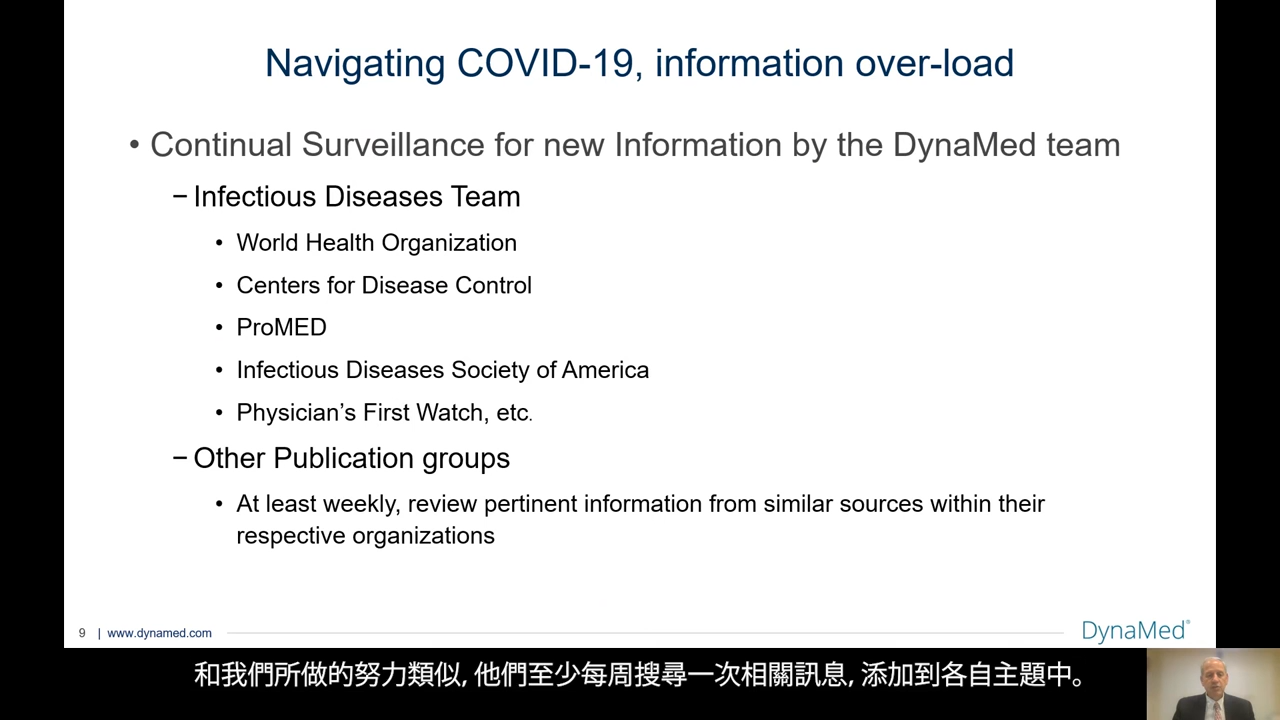 Navigating COVID-19, information over-load
• Continual Surveillance for new Information by the DynaMed team
− Infectious Diseases Team
• World Health Organization
• Centers for Disease Control
• ProMED
• Infectious Diseases Society of America
• Physician’s First Watch, etc.
− Other Publication groups
• At least weekly, review pertinent information from similar sources within their
respective organizations
9 | www.dynamed.com
DynaMed®
和我們所做的努力類似, 他們至少每周搜尋一次相關訊息, 添加到各自主題中。